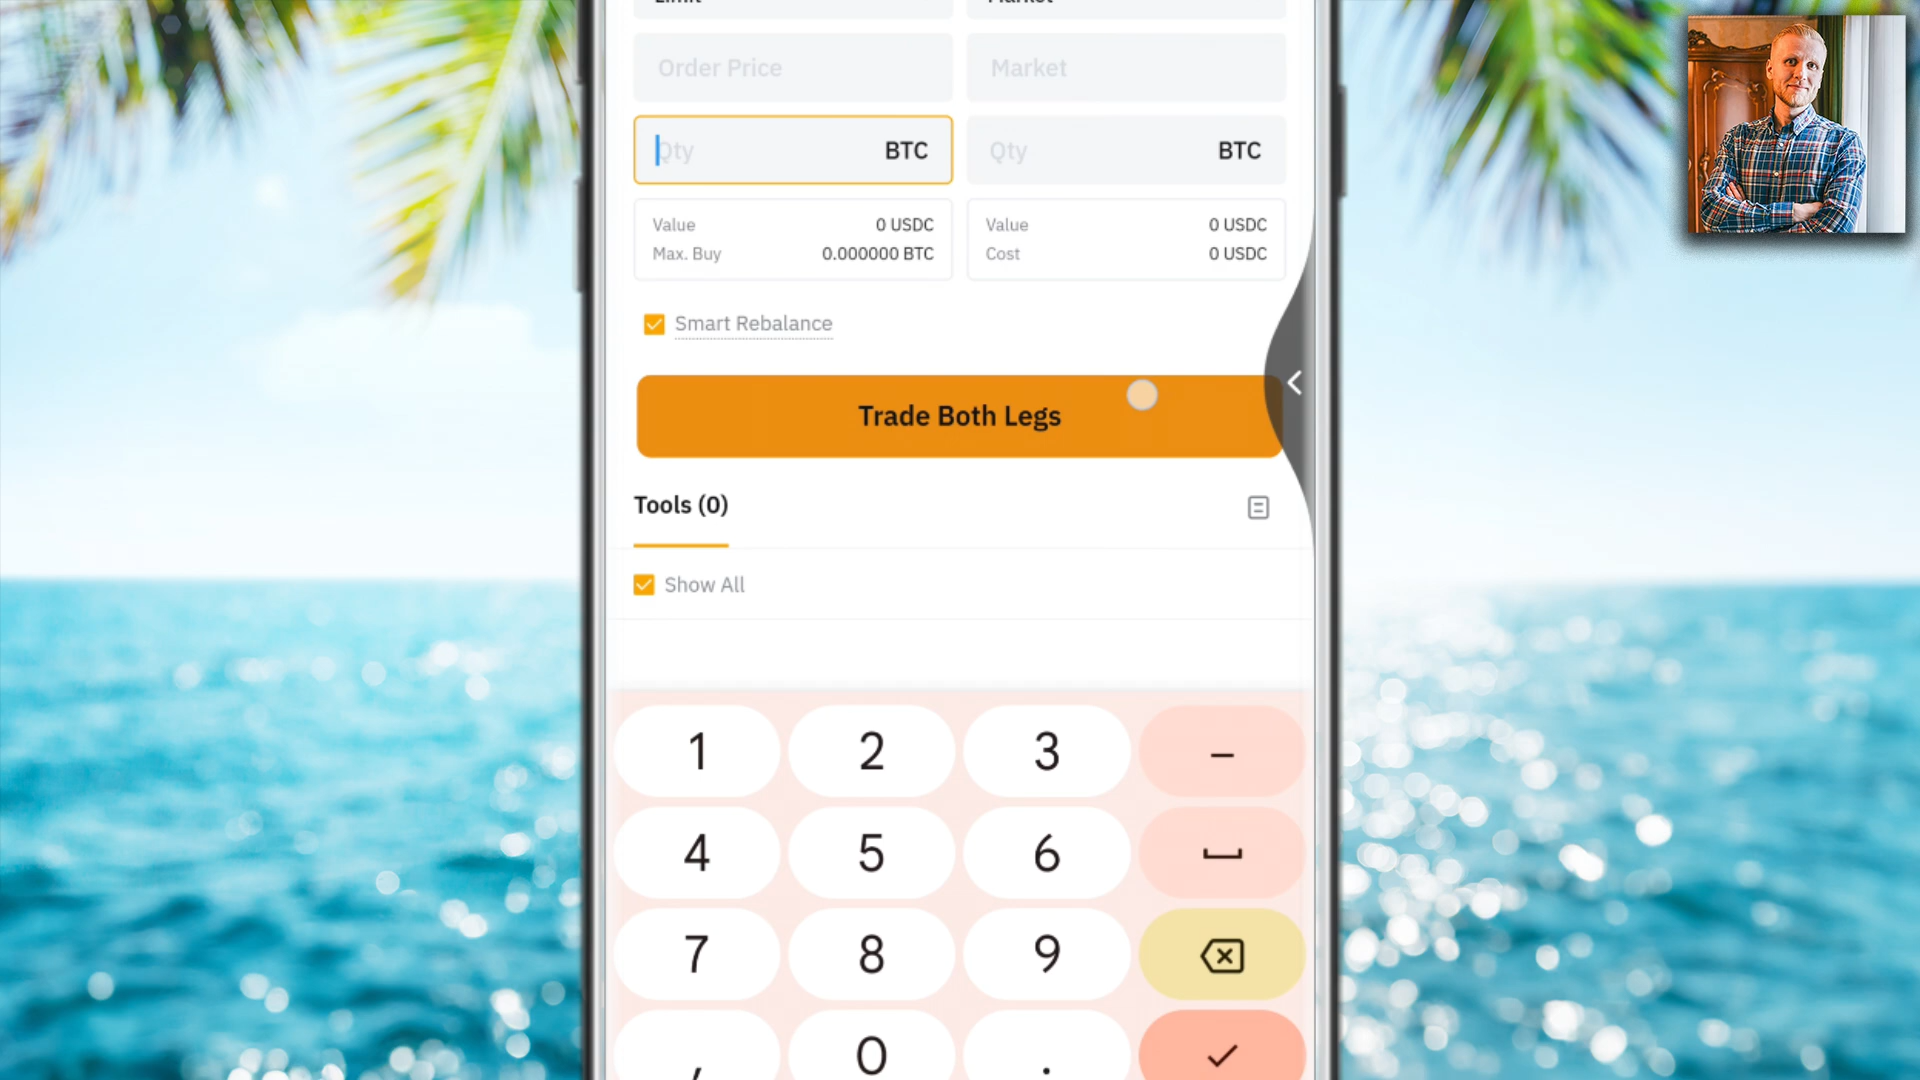 Limit Market
Order Price Market
Qty BTC Qty BTC
Value 0 USDC Value 0 USDC
Max. Buy 0.000000 BTC Cost 0 USDC
Smart Rebalance
Trade Both Legs
Tools (0)
Show All
1 2 3 –
4 5 6
7 8 9
, 0 .